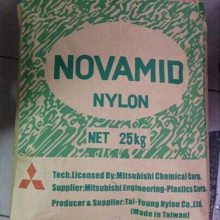 NOVAMID
NYLON
NET 25kg
Tech.Licensed By:Mitsubishi Chemical Corp.
Supplier:Mitsubishi Engineering-Plastics Corp.
Producer & Supplier:Tai-Young Nylon Co.Ltd.
(Made in Taiwan)